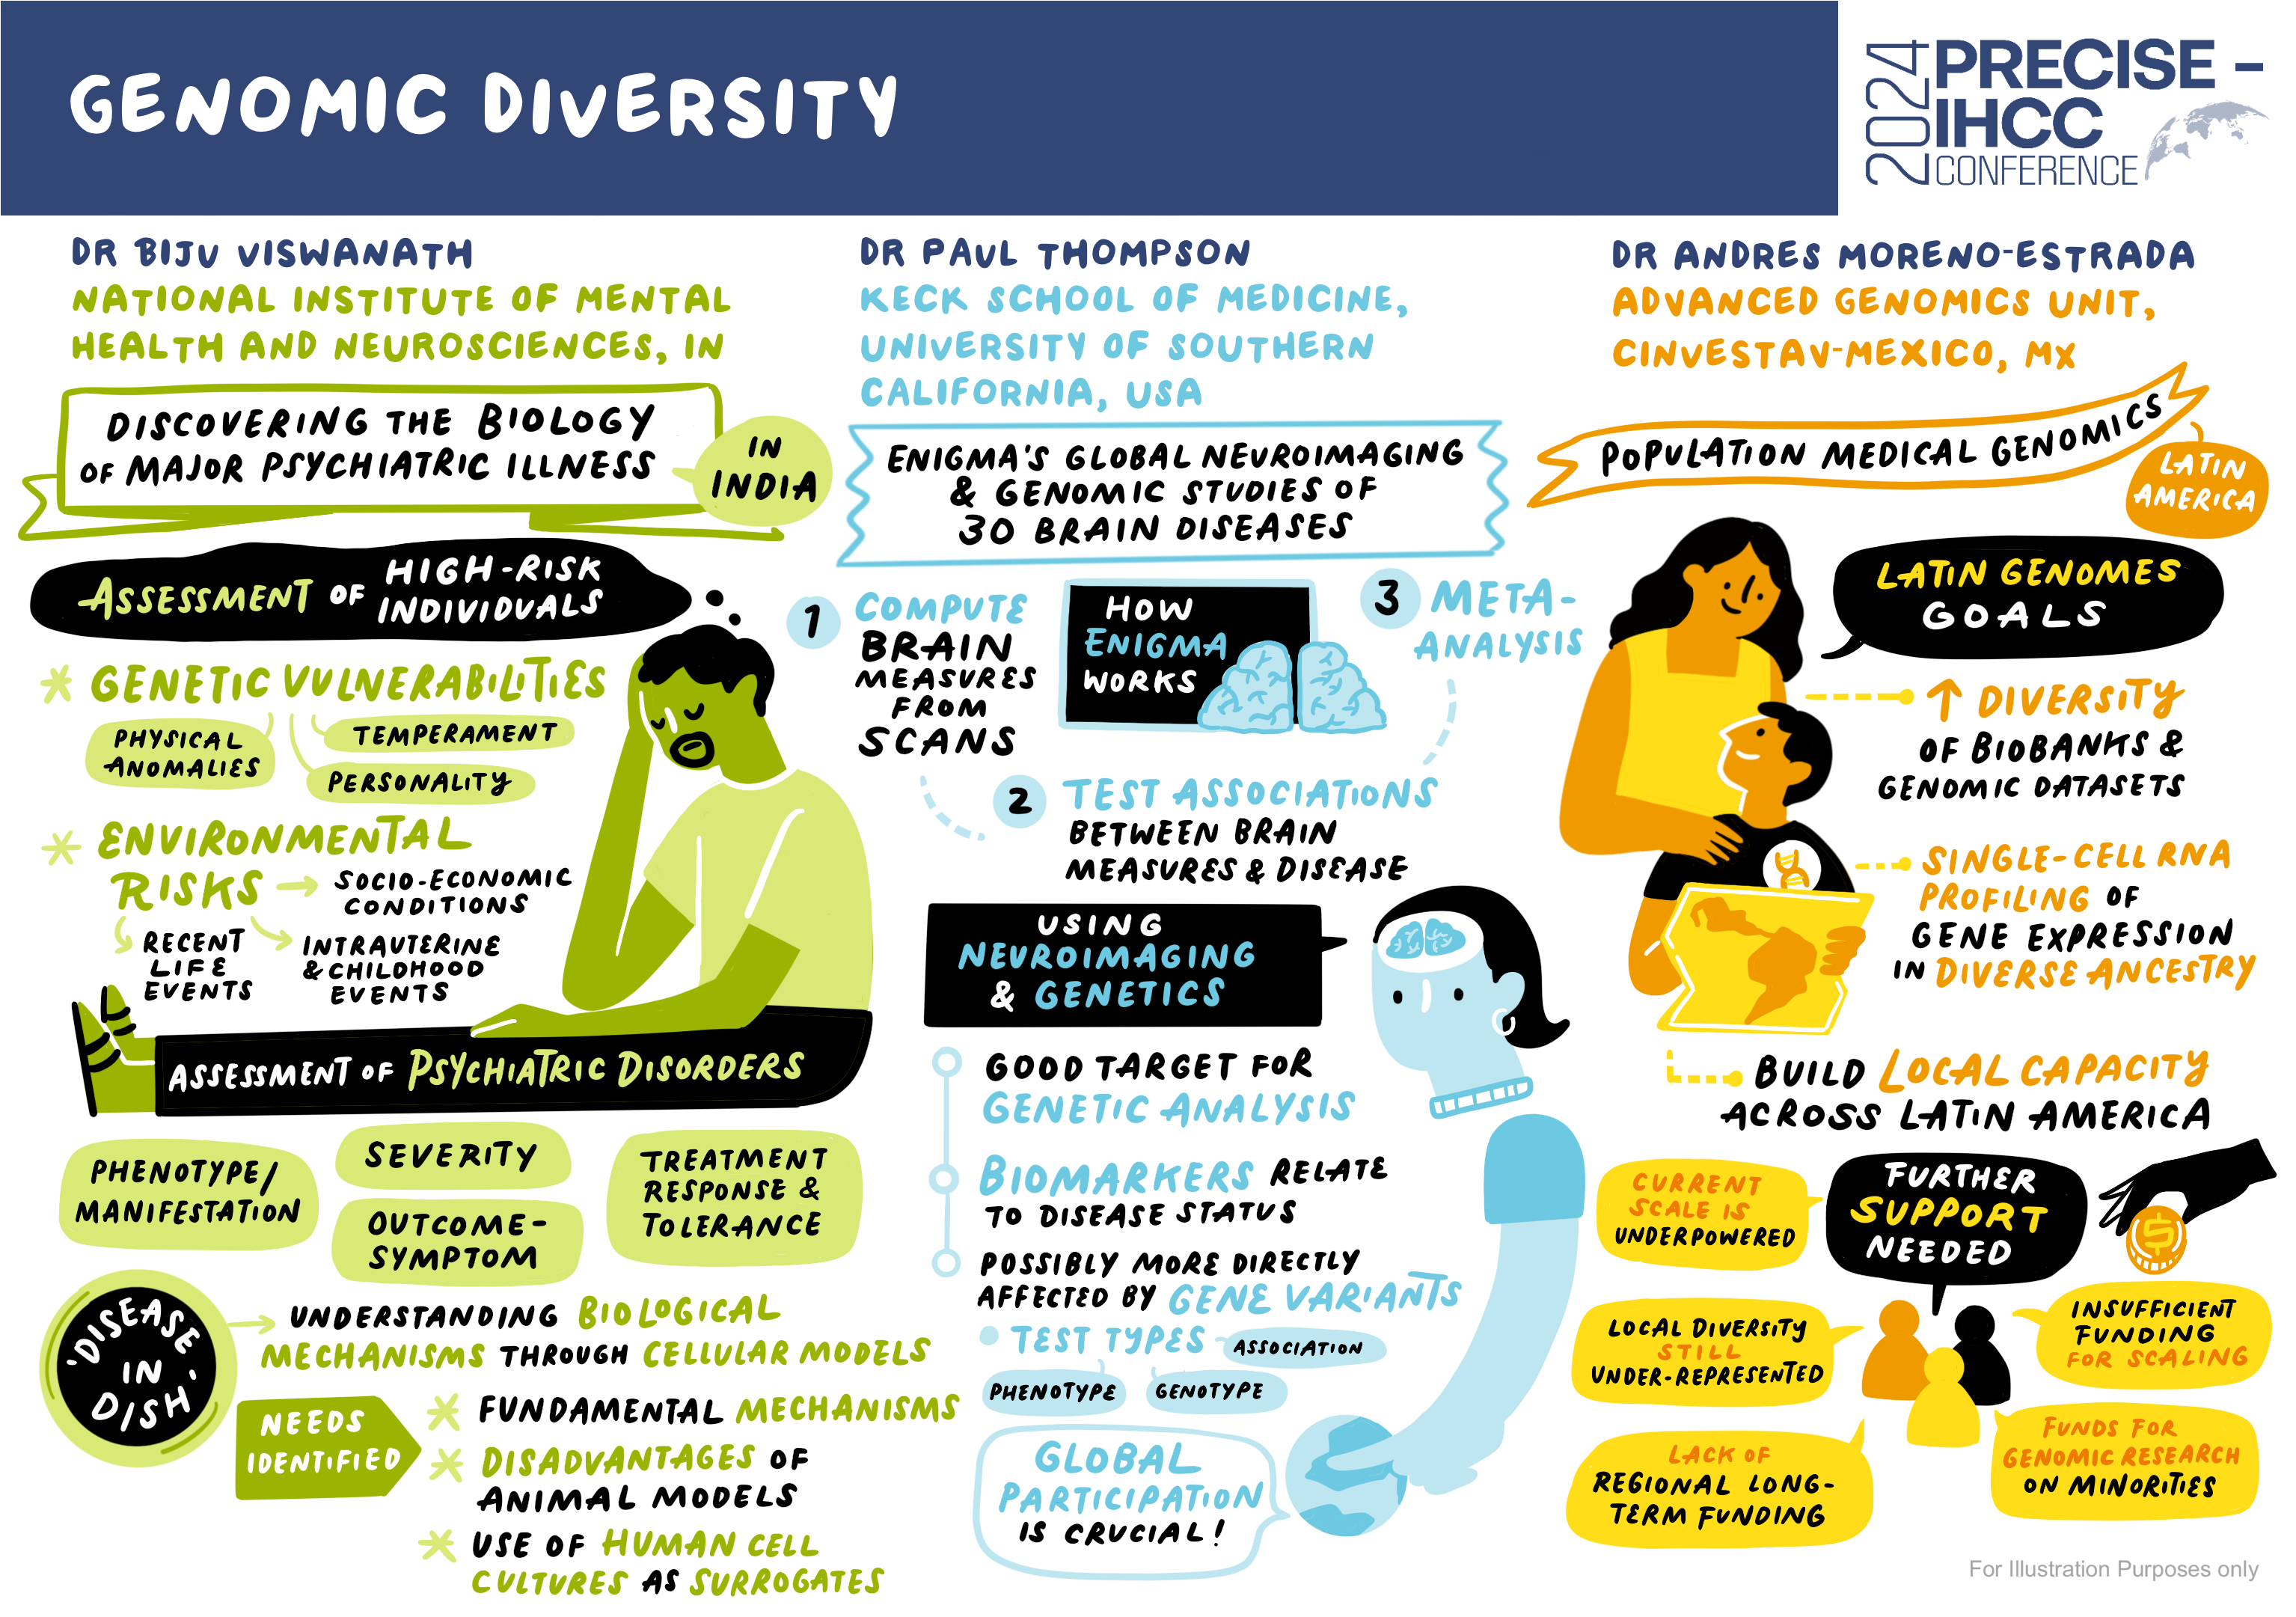 GENOMIC DIVERSITY
2024
PRECISE –
IHCC
CONFERENCE
DR BIJU VISWANATH
NATIONAL INSTITUTE OF MENTAL
HEALTH AND NEUROSCIENCES, IN
DISCOVERING THE BIOLOGY
OF MAJOR PSYCHIATRIC ILLNESS
IN
INDIA
ASSESSMENT OF HIGH-RISK
INDIVIDUALS
GENETIC VULNERABILITIES
PHYSICAL
ANOMALIES
TEMPERAMENT
PERSONALITY
ENVIRONMENTAL
RISKS
SOCIO-ECONOMIC
CONDITIONS
RECENT
LIFE
EVENTS
INTRAUTERINE
& CHILDHOOD
EVENTS
ASSESSMENT OF PSYCHIATRIC DISORDERS
PHENOTYPE/
MANIFESTATION
SEVERITY
OUTCOME-
SYMPTOM
TREATMENT
RESPONSE &
TOLERANCE
'DISEASE
IN
DISH'
UNDERSTANDING BIOLOGICAL
MECHANISMS THROUGH CELLULAR MODELS
NEEDS
IDENTIFIED
FUNDAMENTAL MECHANISMS
DISADVANTAGES OF
ANIMAL MODELS
USE OF HUMAN CELL
CULTURES AS SURROGATES
DR PAUL THOMPSON
KECK SCHOOL OF MEDICINE,
UNIVERSITY OF SOUTHERN
CALIFORNIA, USA
ENIGMA'S GLOBAL NEUROIMAGING
& GENOMIC STUDIES OF
30 BRAIN DISEASES
HOW
ENIGMA
WORKS
1 COMPUTE
BRAIN
MEASURES
FROM
SCANS
2 TEST ASSOCIATIONS
BETWEEN BRAIN
MEASURES & DISEASE
3 META-
ANALYSIS
USING
NEUROIMAGING
& GENETICS
GOOD TARGET FOR
GENETIC ANALYSIS
BIOMARKERS RELATE
TO DISEASE STATUS
POSSIBLY MORE DIRECTLY
AFFECTED BY GENE VARIANTS
TEST TYPES
ASSOCIATION
PHENOTYPE
GENOTYPE
GLOBAL
PARTICIPATION
IS CRUCIAL!
DR ANDRES MORENO-ESTRADA
ADVANCED GENOMICS UNIT,
CINVESTAV-MEXICO, MX
POPULATION MEDICAL GENOMICS
LATIN
AMERICA
LATIN GENOMES
GOALS
↑ DIVERSITY
OF BIOBANKS &
GENOMIC DATASETS
SINGLE-CELL RNA
PROFILING OF
GENE EXPRESSION
IN DIVERSE ANCESTRY
BUILD LOCAL CAPACITY
ACROSS LATIN AMERICA
FURTHER
SUPPORT
NEEDED
$
CURRENT
SCALE IS
UNDERPOWERED
LOCAL DIVERSITY
STILL
UNDER-REPRESENTED
LACK OF
REGIONAL LONG-
TERM FUNDING
INSUFFICIENT
FUNDING
FOR SCALING
FUNDS FOR
GENOMIC RESEARCH
ON MINORITIES
For Illustration Purposes only